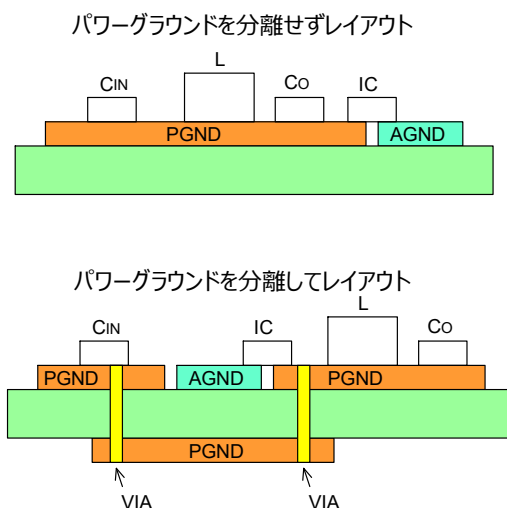 パワーグラウンドを分離せずレイアウト
L
CIN
CO
IC
PGND
AGND
パワーグラウンドを分離してレイアウト
L
CIN
IC
CO
PGND
AGND
PGND
PGND
VIA
VIA